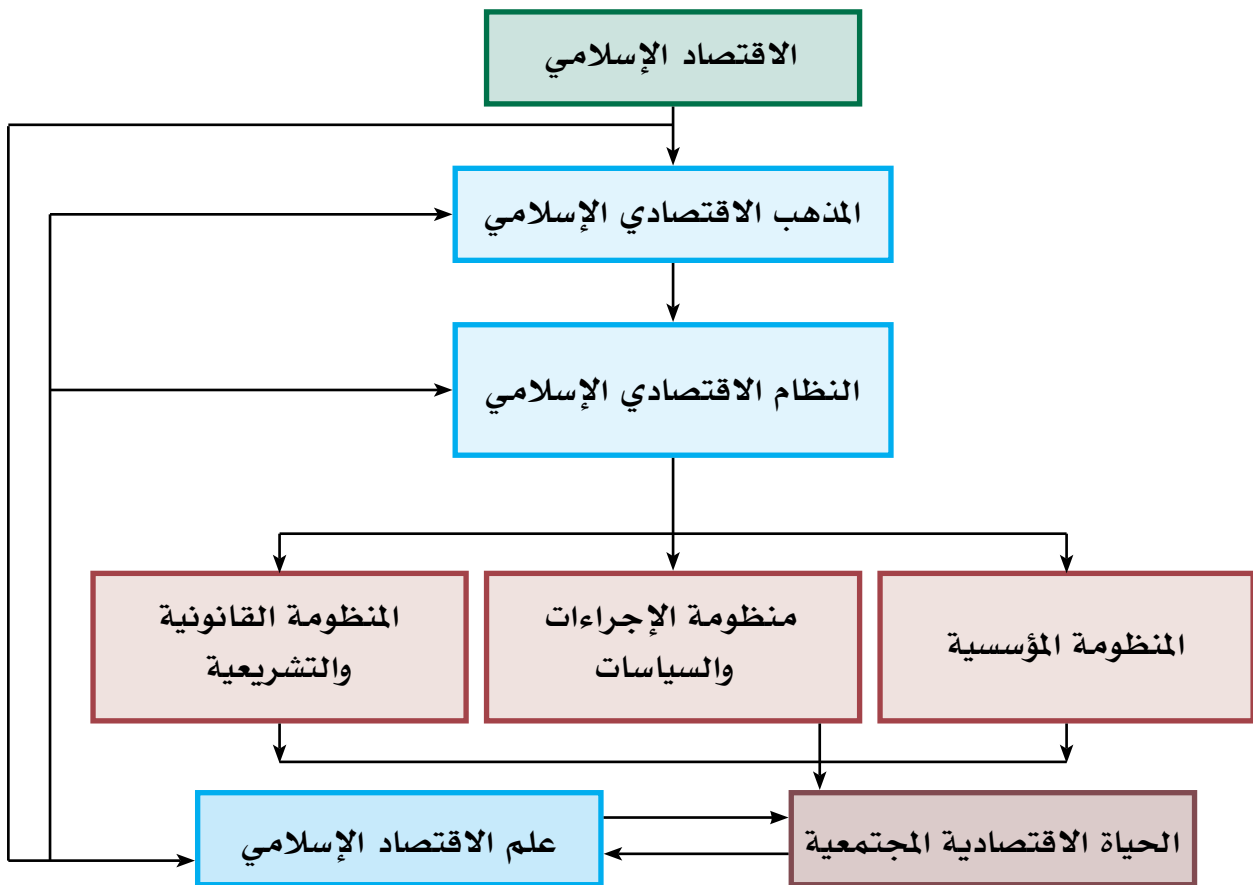 الاقتصاد الإسلامي
المذهب الاقتصادي الإسلامي
النظام الاقتصادي الإسلامي
المنظومة المؤسسية
منظومة الإجراءات
والسياسات
المنظومة القانونية
والتشريعية
الحياة الاقتصادية المجتمعية
علم الاقتصاد الإسلامي